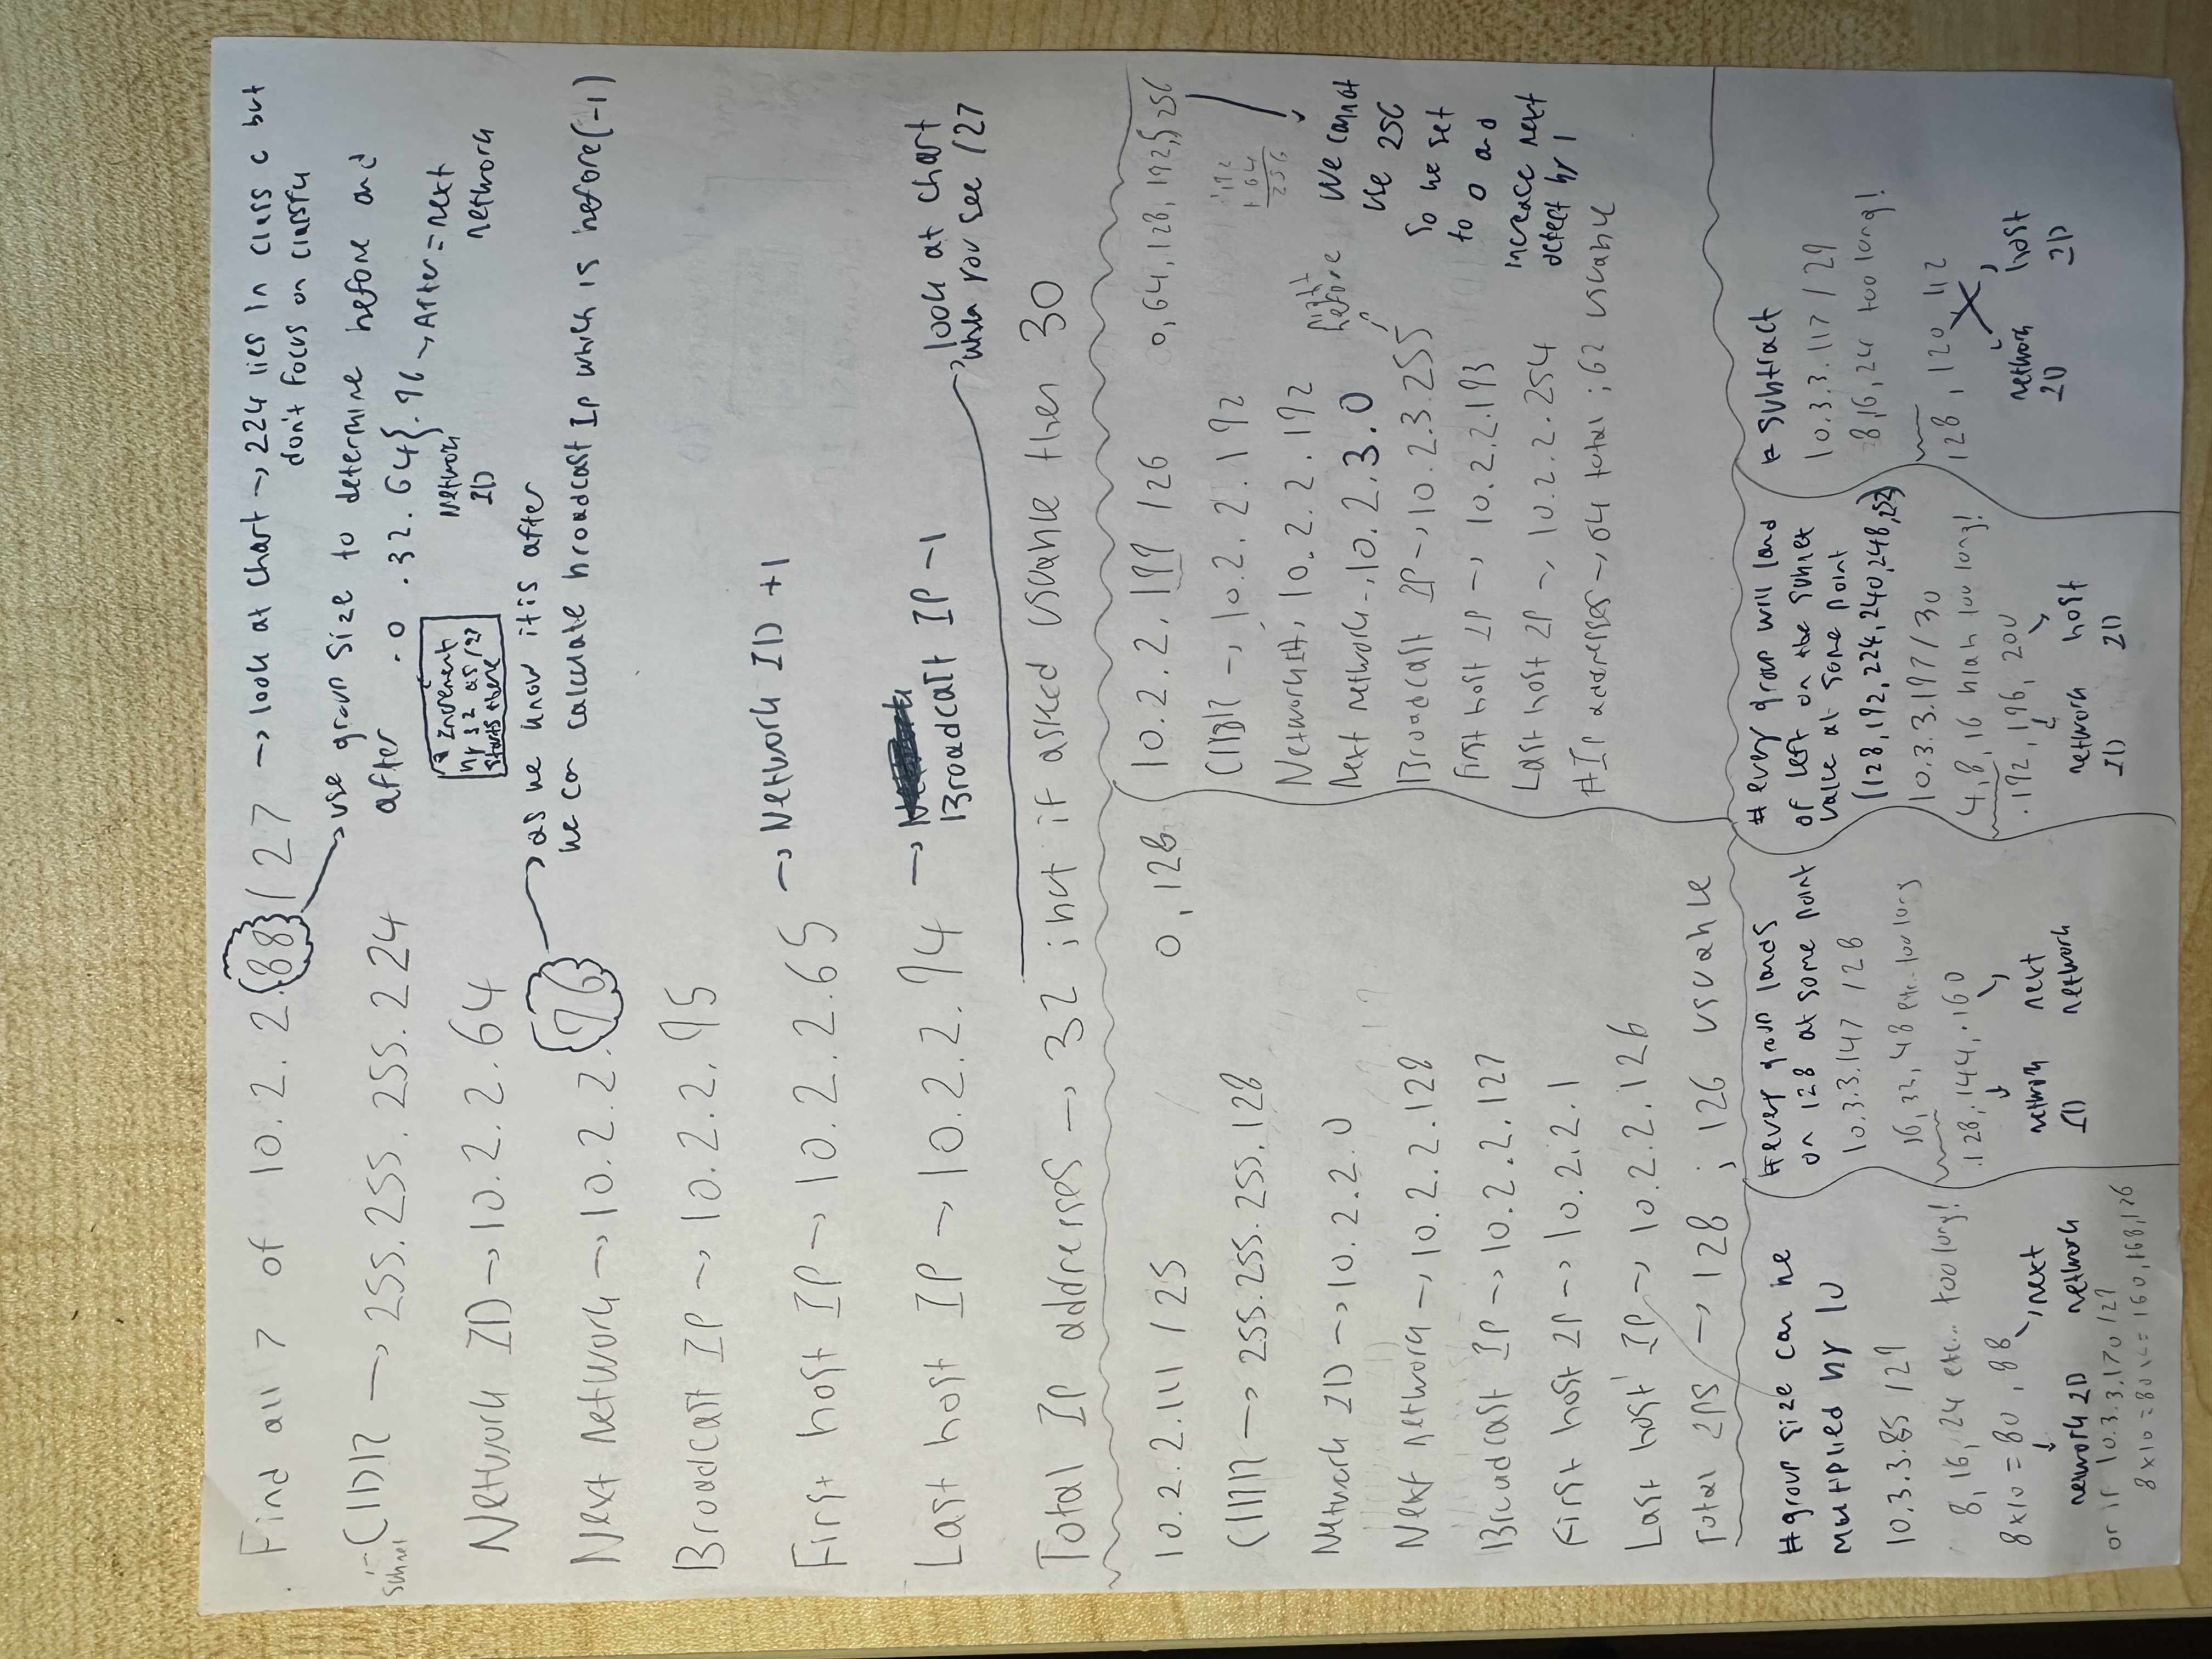 Find all 7 of 10.2.2.88/27 → look at chart → 224 lies in class c but
don't focus on classfu
use group size to determine before and
after .0 .32 .64 } .96 → After = next
network
Network
ID
* Increment
by 32 as /27
starts there
Subnet
CIDR → 255.255.255.224
Network ID → 10.2.2.64
as we know it is after
we can calculate broadcast Ip which is before (-1)
Next network → 10.2.2.96
Broadcast IP → 10.2.2.95
First host IP → 10.2.2.65 → Network ID +1
Last host IP → 10.2.2.94 → Broadcast IP -1
look at chart
when you see /27
Total IP addresses → 32 ; but if asked usuable then 30
10.2.2.111 /25 0, 128
CIDR → 255.255.255.128
Network ID → 10.2.2.0
Next network → 10.2.2.128
Broadcast IP → 10.2.2.127
First host IP → 10.2.2.1
Last host IP → 10.2.2.126
Total IPS → 128 ; 126 usuable
10.2.2.199 /26 0, 64, 128, 192, 256
CIDR → 10.2.2.192
192
+ 64
256
Network ID, 10.2.2.192
Next network → 10.2.3.0
right
before
Broadcast IP → 10.2.3.255
First host IP → 10.2.2.193
Last host IP → 10.2.2.254
# Ip addresses → 64 total ; 62 usuable
We cannot
use 256
so we set
to 0 and
increase next
octect by 1
# group size can be
multiplied by 10
10.3.3.85 /29
8, 16, 24 etc... too long!
8x10 = 80, 88
network ID
next
network
or if 10.3.3.170 /29
8x10 = 80 = 160, 168, 176
# every group lands
on 128 at some point
10.3.3.147 /28
16, 32, 48 etc.. too long
.128, .144, .160
network
ID
next
network
# every group will land
of left on the subnet
value at some point
(128, 192, 224, 240, 248, 252)
10.3.3.197/30
4, 8, 16 blah too long!
.192, 196, 200
network
ID
host
ID
# subtract
10.3.3.117 /29
8, 16, 24 too long!
128, 120, 112
network
ID
host
ID